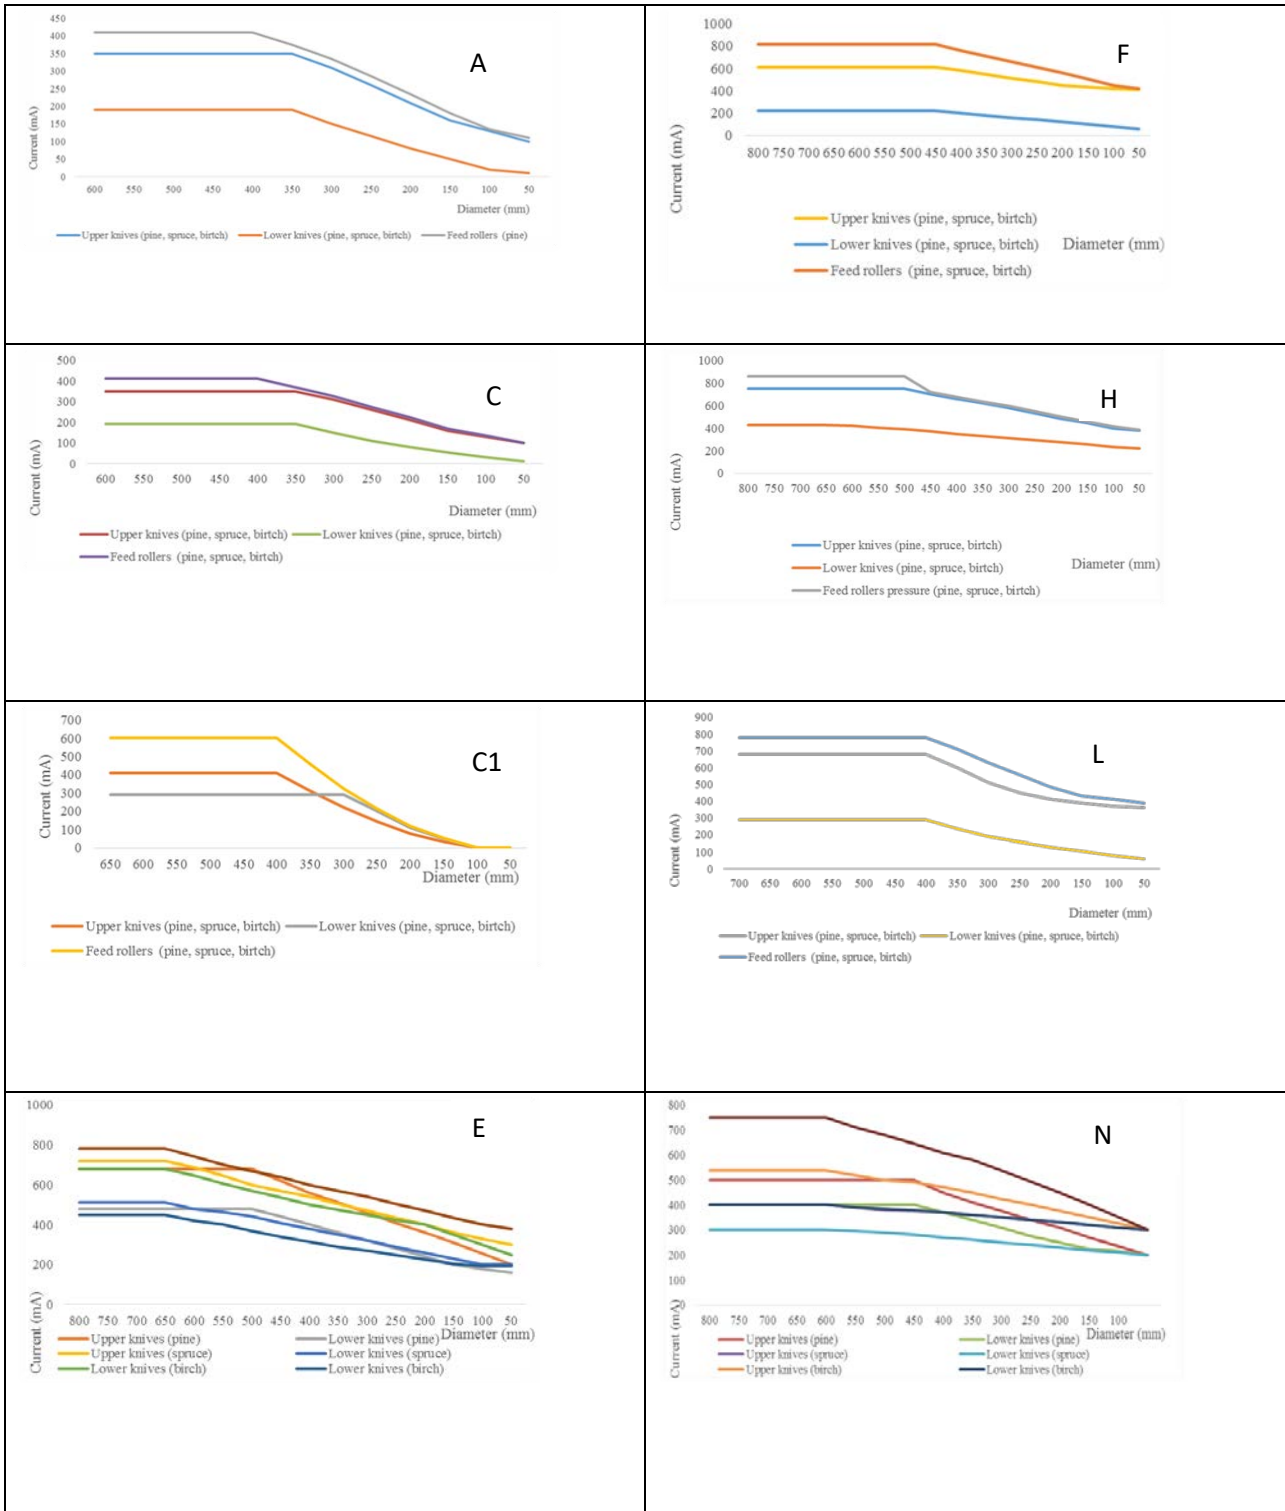 A
450
400
350
300
250
200
150
100
50
0
Current (mA)
600 550 500 450 400 350 300 250 200 150 100 50
Diameter (mm)
Upper knives (pine, spruce, birtch) Lower knives (pine, spruce, birtch) Feed rollers (pine)
F
1000
800
600
400
200
0
Current (mA)
800 750 700 650 600 550 500 450 400 350 300 250 200 150 100 50
Upper knives (pine, spruce, birtch)
Lower knives (pine, spruce, birtch) Diameter (mm)
Feed rollers (pine, spruce, birtch)
C
500
400
300
200
100
0
Current (mA)
600 550 500 450 400 350 300 250 200 150 100 50
Diameter (mm)
Upper knives (pine, spruce, birtch) Lower knives (pine, spruce, birtch)
Feed rollers (pine, spruce, birtch)
H
1000
800
600
400
200
0
Current (mA)
800 750 700 650 600 550 500 450 400 350 300 250 200 150 100 50
Upper knives (pine, spruce, birtch)
Lower knives (pine, spruce, birtch) Diameter (mm)
Feed rollers pressure (pine, spruce, birtch)
C1
700
600
500
400
300
200
100
0
Current (mA)
650 600 550 500 450 400 350 300 250 200 150 100 50
Diameter (mm)
Upper knives (pine, spruce, birtch) Lower knives (pine, spruce, birtch)
Feed rollers (pine, spruce, birtch)
L
900
800
700
600
500
400
300
200
100
0
Current (mA)
700 650 600 550 500 450 400 350 300 250 200 150 100 50
Diameter (mm)
Upper knives (pine, spruce, birtch) Lower knives (pine, spruce, birtch)
Feed rollers (pine, spruce, birtch)
E
1000
800
600
400
200
0
Current (mA)
800 750 700 650 600 550 500 450 400 350 300 250 200 150 100 50
Upper knives (pine) Lower knives (pine) Diameter (mm)
Upper knives (spruce) Lower knives (spruce)
Lower knives (birch) Lower knives (birch)
N
800
700
600
500
400
300
200
100
0
Current (mA)
800 700 650 600 550 500 450 400 350 300 250 200 150 100
Upper knives (pine) Lower knives (pine) Diameter (mm)
Upper knives (spruce) Lower knives (spruce)
Upper knives (birch) Lower knives (birch)